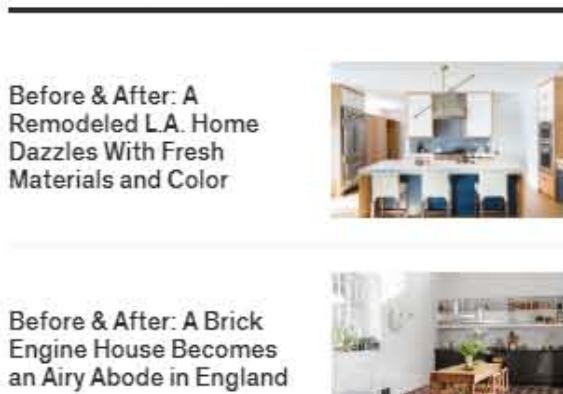 Before & After: A
Remodeled L.A. Home
Dazzles With Fresh
Materials and Color
Before & After: A Brick
Engine House Becomes
an Airy Abode in England